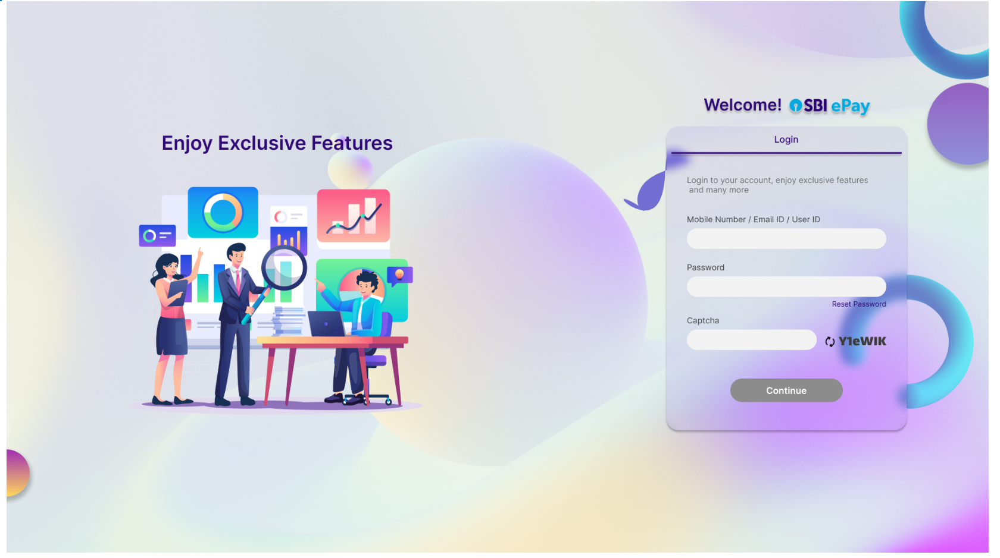 Welcome! SBI ePay
Enjoy Exclusive Features
Login
Login to your account, enjoy exclusive features
and many more
Mobile Number / Email ID / User ID
Password
Reset Password
Captcha
Y1eWIK
Continue